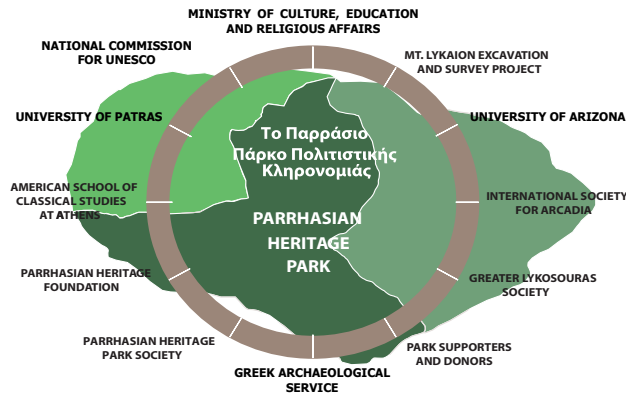 MINISTRY OF CULTURE, EDUCATION
AND RELIGIOUS AFFAIRS
NATIONAL COMMISSION
FOR UNESCO
MT. LYKAION EXCAVATION
AND SURVEY PROJECT
UNIVERSITY OF PATRAS
UNIVERSITY OF ARIZONA
Το Παρράσιο
Πάρκο Πολιτιστικής
Κληρονομιάς
AMERICAN SCHOOL OF
CLASSICAL STUDIES
AT ATHENS
INTERNATIONAL SOCIETY
FOR ARCADIA
PARRHASIAN
HERITAGE
PARK
PARRHASIAN HERITAGE
FOUNDATION
GREATER LYKOSOURAS
SOCIETY
PARRHASIAN HERITAGE
PARK SOCIETY
PARK SUPPORTERS
AND DONORS
GREEK ARCHAEOLOGICAL
SERVICE